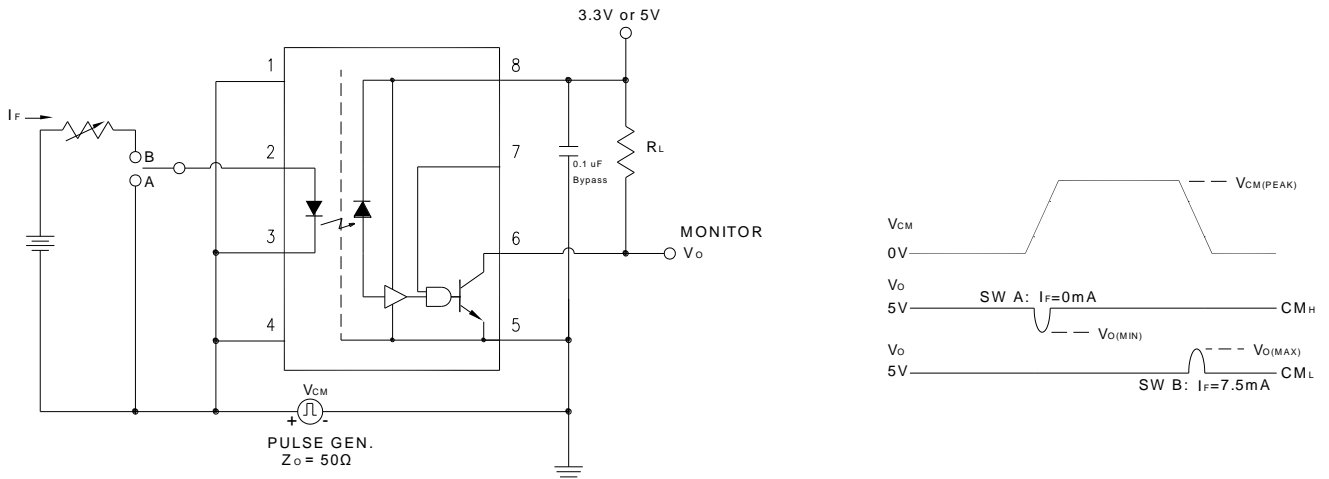 3.3V or 5V
1
8
IF
B
A
2
7
RL
0.1 uF
Bypass
3
6
MONITOR
Vo
4
5
VCM
+ -
PULSE GEN.
Zo = 50Ω
VCM(PEAK)
VCM
0V
Vo
SW A: IF=0mA
5V
CMH
VO(MIN)
Vo
VO(MAX)
5V
CML
SW B: IF=7.5mA